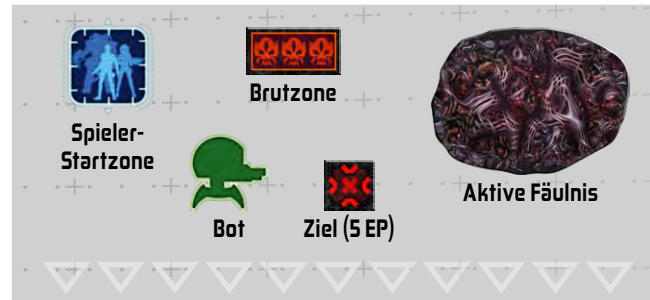 Spieler-
Startzone
Brutzone
Bot
Ziel (5 EP)
Aktive Fäulnis